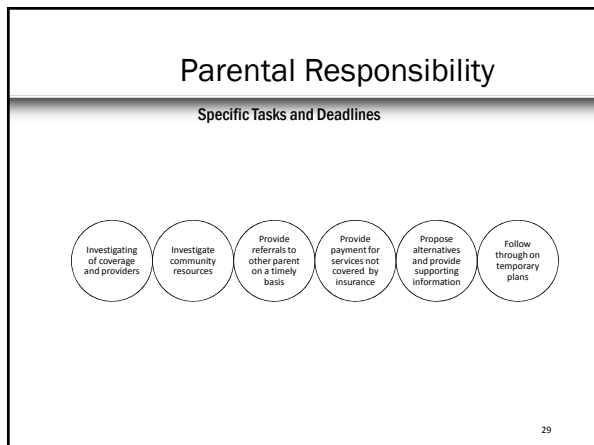 Parental Responsibility
Specific Tasks and Deadlines
Investigating
of coverage
and providers
Investigate
community
resources
Provide
referrals to
other parent
on a timely
basis
Provide
payment for
services not
covered by
insurance
Propose
alternatives
and provide
supporting
information
Follow
through on
temporary
plans
29